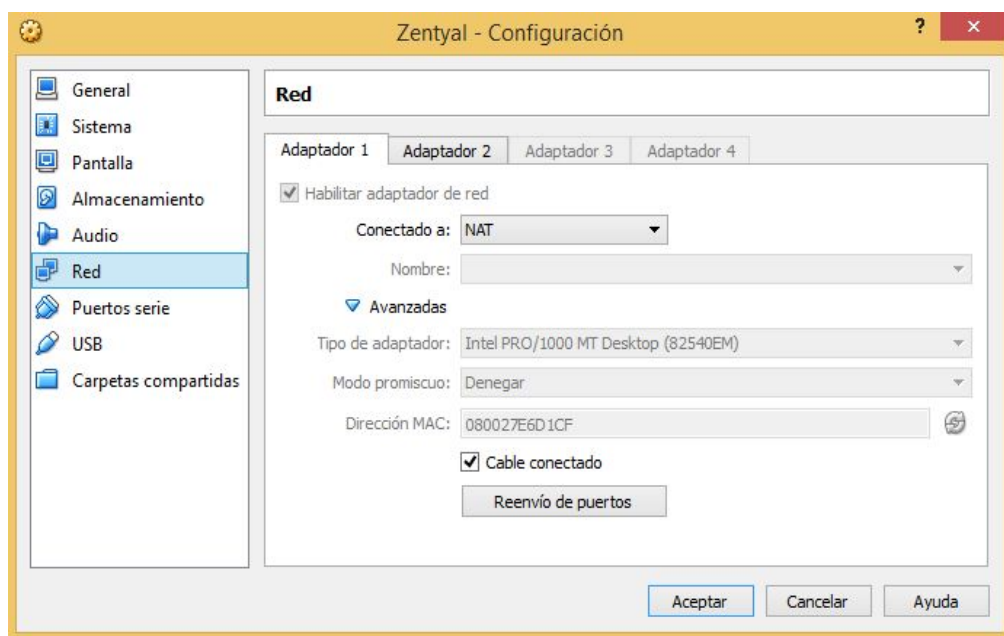 Zentyal - Configuración
?
General
Sistema
Pantalla
Almacenamiento
Audio
Red
Puertos serie
USB
Carpetas compartidas
Red
Adaptador 1 Adaptador 2 Adaptador 3 Adaptador 4
Habilitar adaptador de red
Conectado a: NAT
Nombre:
Avanzadas
Tipo de adaptador: Intel PRO/1000 MT Desktop (82540EM)
Modo promiscuo: Denegar
Dirección MAC: 080027E6D1CF
Cable conectado
Reenvío de puertos
Aceptar Cancelar Ayuda